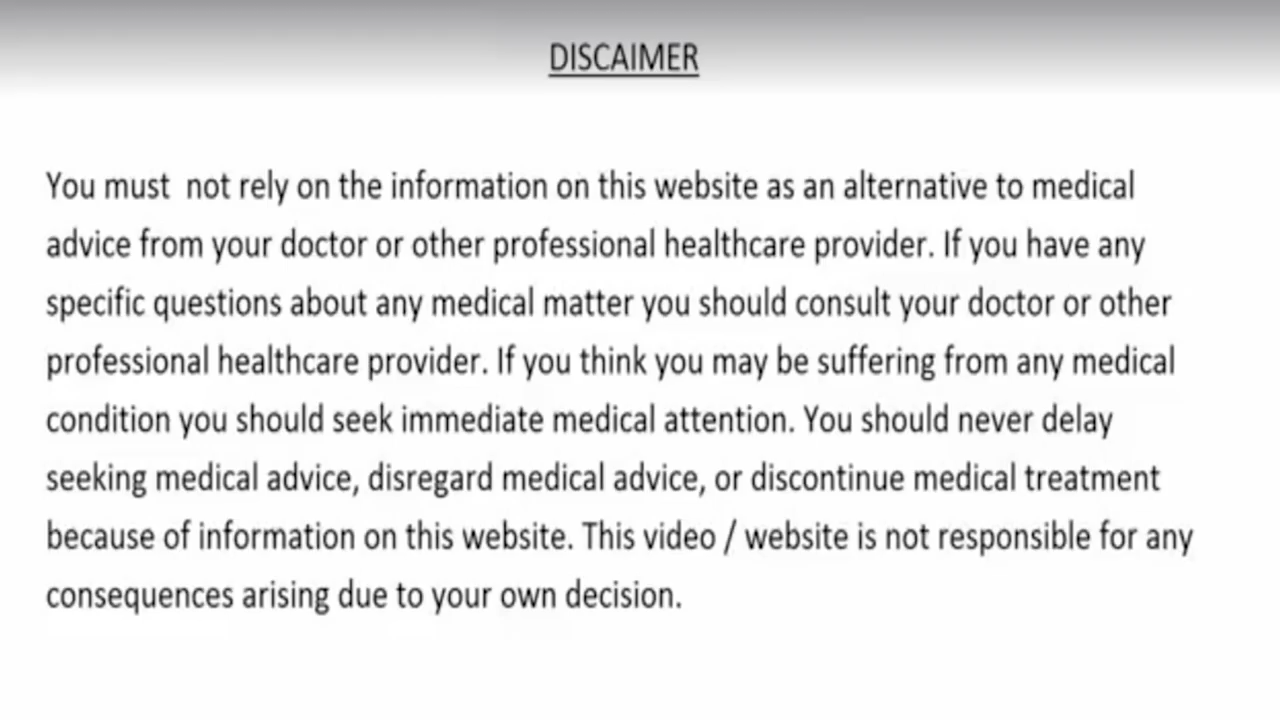 DISCAIMER
You must  not rely on the information on this website as an alternative to medical
advice from your doctor or other professional healthcare provider. If you have any
specific questions about any medical matter you should consult your doctor or other
professional healthcare provider. If you think you may be suffering from any medical
condition you should seek immediate medical attention. You should never delay
seeking medical advice, disregard medical advice, or discontinue medical treatment
because of information on this website. This video / website is not responsible for any
consequences arising due to your own decision.